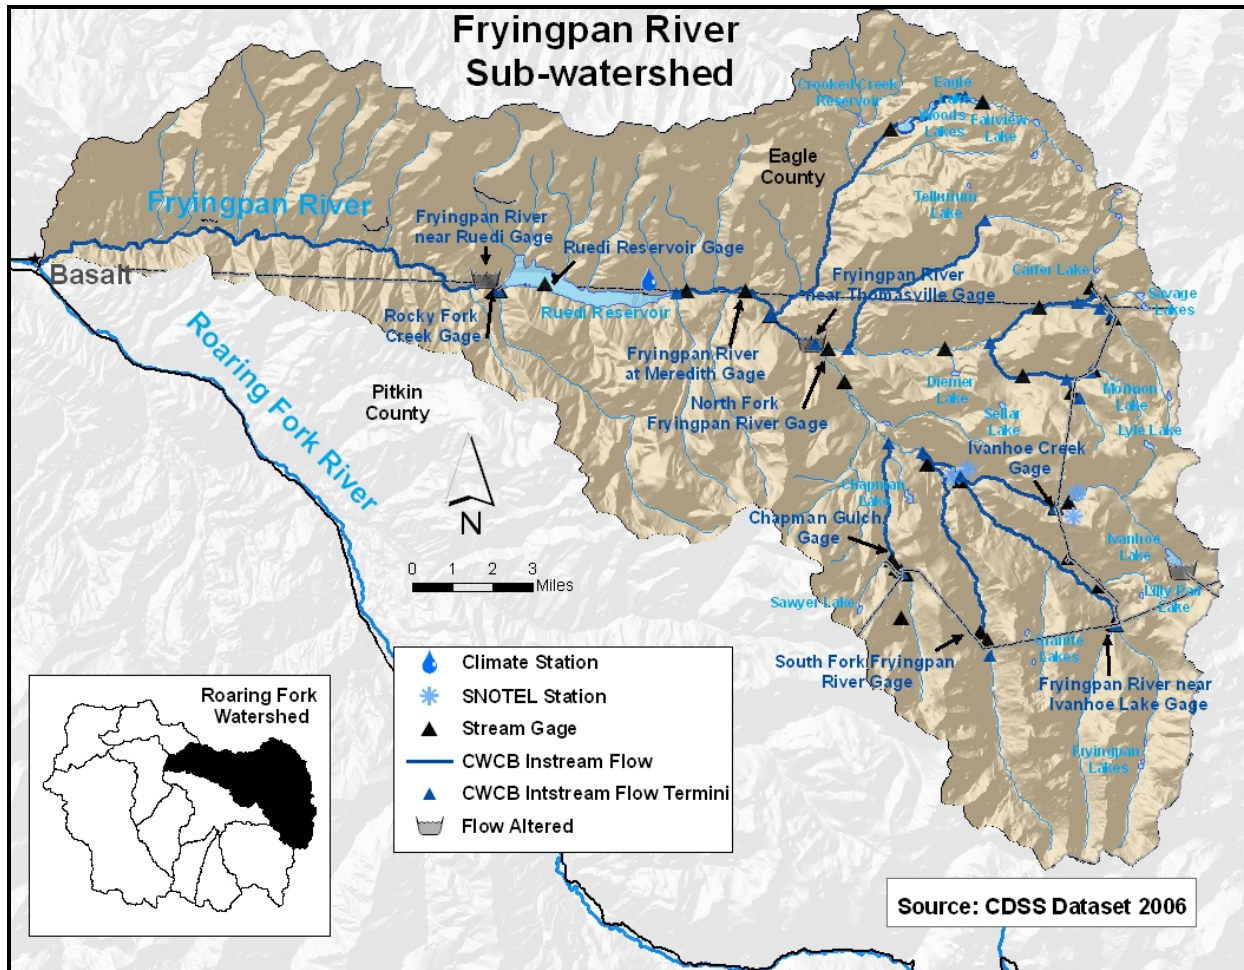 Fryingpan River
Sub-watershed
Crooked Creek
Reservoir
Eagle
Lake
Woods
Lakes
Fairview
Lake
Eagle
County
Tellurium
Lake
Fryingpan River
Fryingpan River
near Ruedi Gage
Ruedi Reservoir Gage
Fryingpan River
near Thomasville Gage
Carter Lake
Savage
Lakes
Basalt
Rocky Fork
Creek Gage
Ruedi Reservoir
Roaring Fork River
Fryingpan River
at Meredith Gage
Pitkin
County
North Fork
Fryingpan River Gage
Diemer
Lake
Mormon
Lake
Sellar
Lake
Lyle Lake
Ivanhoe Creek
Gage
Chapman
Lake
N
Chapman Gulch
Gage
Ivanhoe
Lake
0 1 2 3
Miles
Sawyer Lake
Lilly Pad
Lake
Granite
Lakes
South Fork Fryingpan
River Gage
Fryingpan River near
Ivanhoe Lake Gage
Fryingpan
Lakes
Climate Station
SNOTEL Station
Stream Gage
CWCB Instream Flow
CWCB Intstream Flow Termini
Flow Altered
Roaring Fork
Watershed
Source: CDSS Dataset 2006